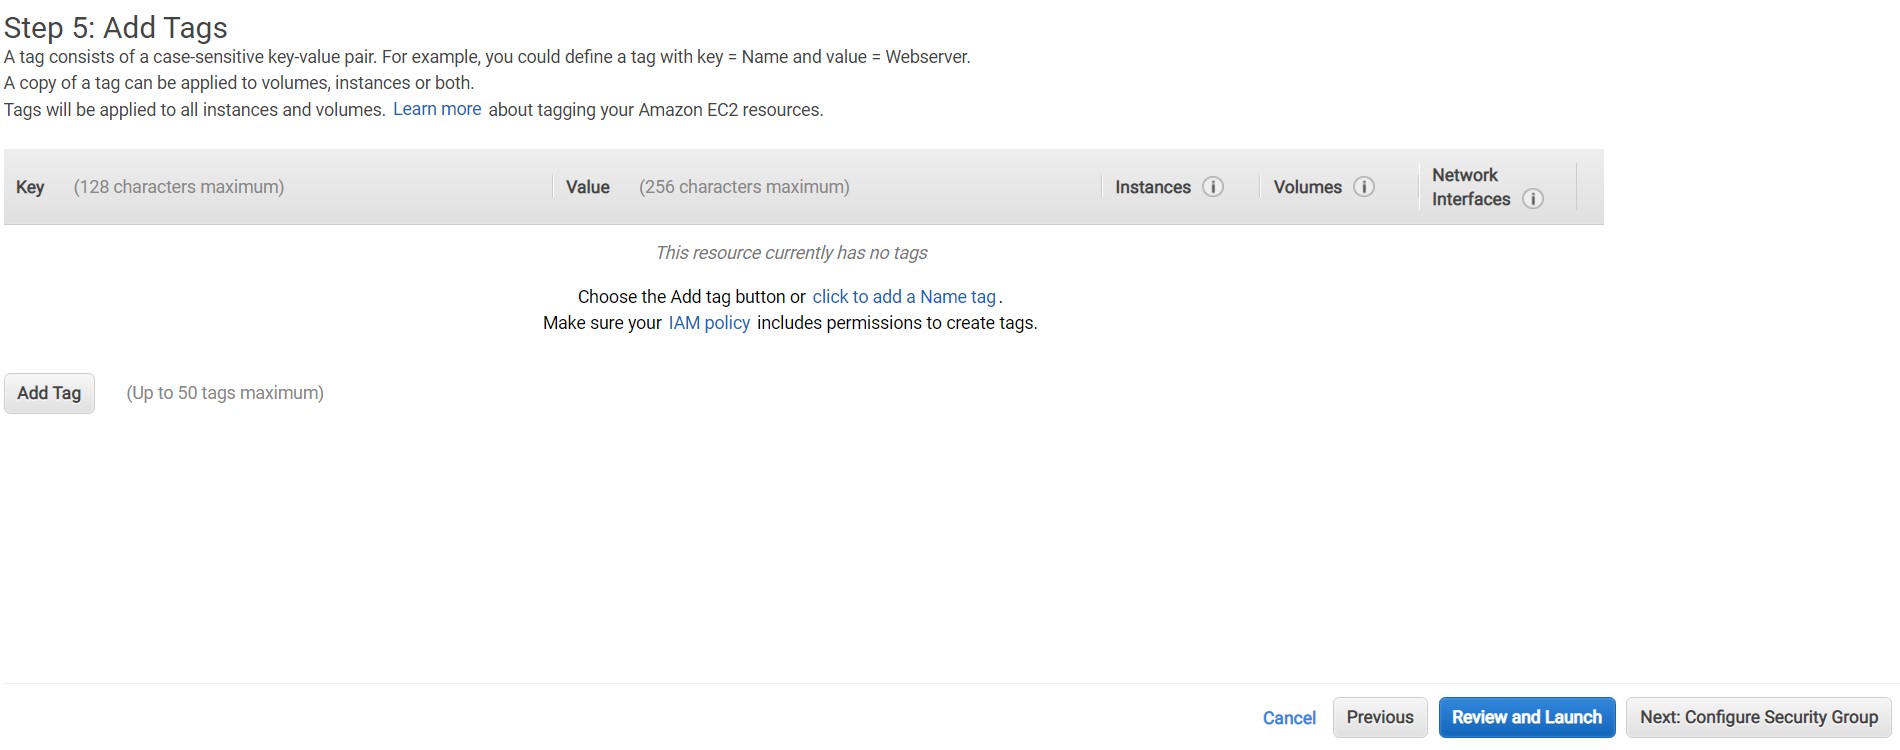 Step 5: Add Tags
A tag consists of a case-sensitive key-value pair. For example, you could define a tag with key = Name and value = Webserver.
A copy of a tag can be applied to volumes, instances or both.
Tags will be applied to all instances and volumes. Learn more about tagging your Amazon EC2 resources.
Key (128 characters maximum) Value (256 characters maximum) Instances Volumes Network
Interfaces
This resource currently has no tags
Choose the Add tag button or click to add a Name tag.
Make sure your IAM policy includes permissions to create tags.
Add Tag (Up to 50 tags maximum)
Cancel Previous Review and Launch Next: Configure Security Group